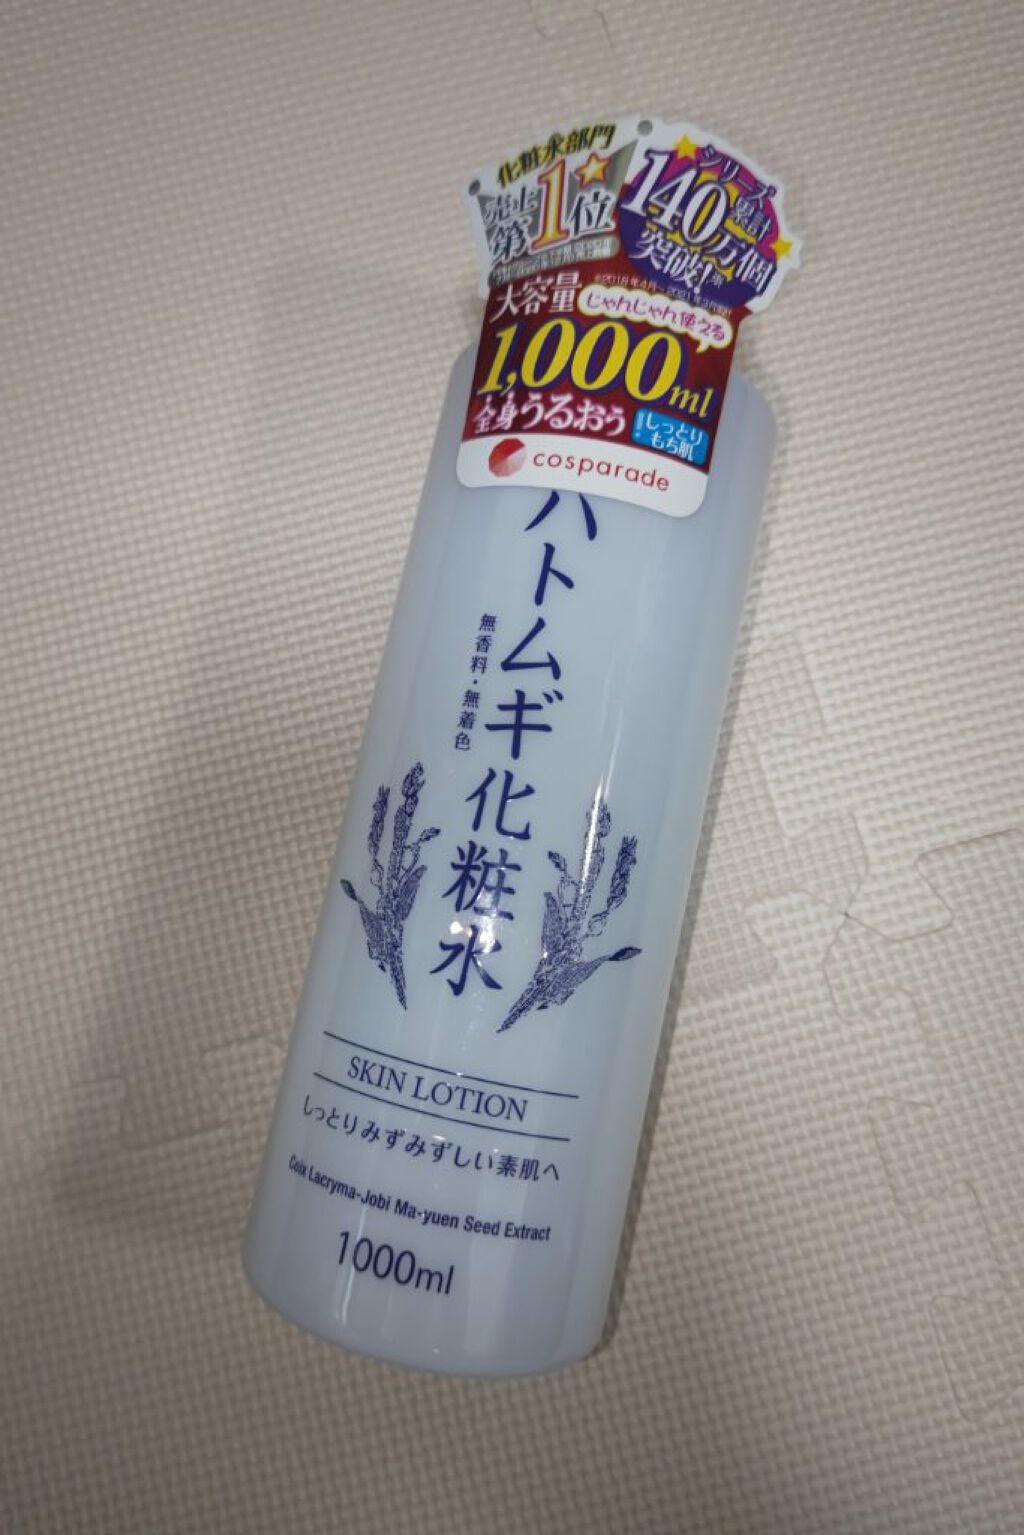 化粧水部門
売上
第1位
シリーズ
累計
140万個
突破!
大容量
じゃんじゃん使える
1,000ml
全身うるおう
しっとり
もち肌
cosparade
ハトムギ化粧水
無香料・無着色
SKIN LOTION
しっとりみずみずしい素肌へ
Coix Lacryma-Jobi Ma-yuen Seed Extract
1000ml